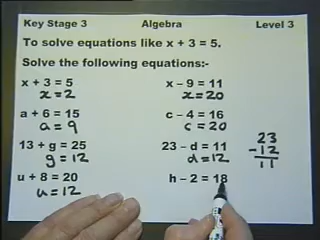 Key Stage 3 Algebra Level 3
To solve equations like x + 3 = 5.
Solve the following equations:-
x + 3 = 5 x – 9 = 11
x = 2 x = 20
a + 6 = 15 c – 4 = 16
a = 9 c = 20
13 + g = 25 23 – d = 11
g = 12 d = 12
u + 8 = 20 h – 2 = 18
u = 12
23
- 12
11